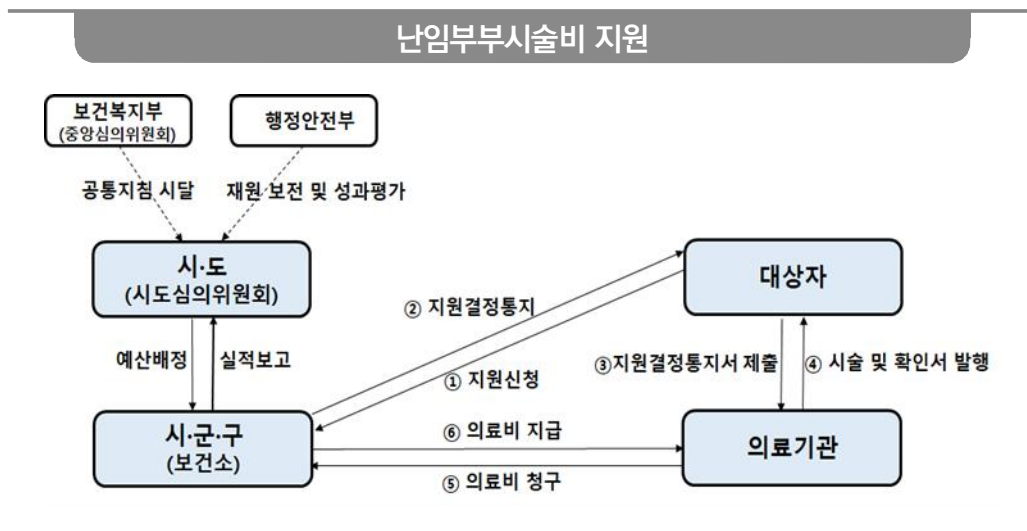 난임부부시술비 지원
보건복지부
(중앙심의위원회)
행정안전부
공통지침 시달
재원 보전 및 성과평가
시·도
(시도심의위원회)
대상자
② 지원결정통지
예산배정
실적보고
① 지원신청
③지원결정통지서 제출
④ 시술 및 확인서 발행
시·군·구
(보건소)
⑥ 의료비 지급
의료기관
⑤ 의료비 청구